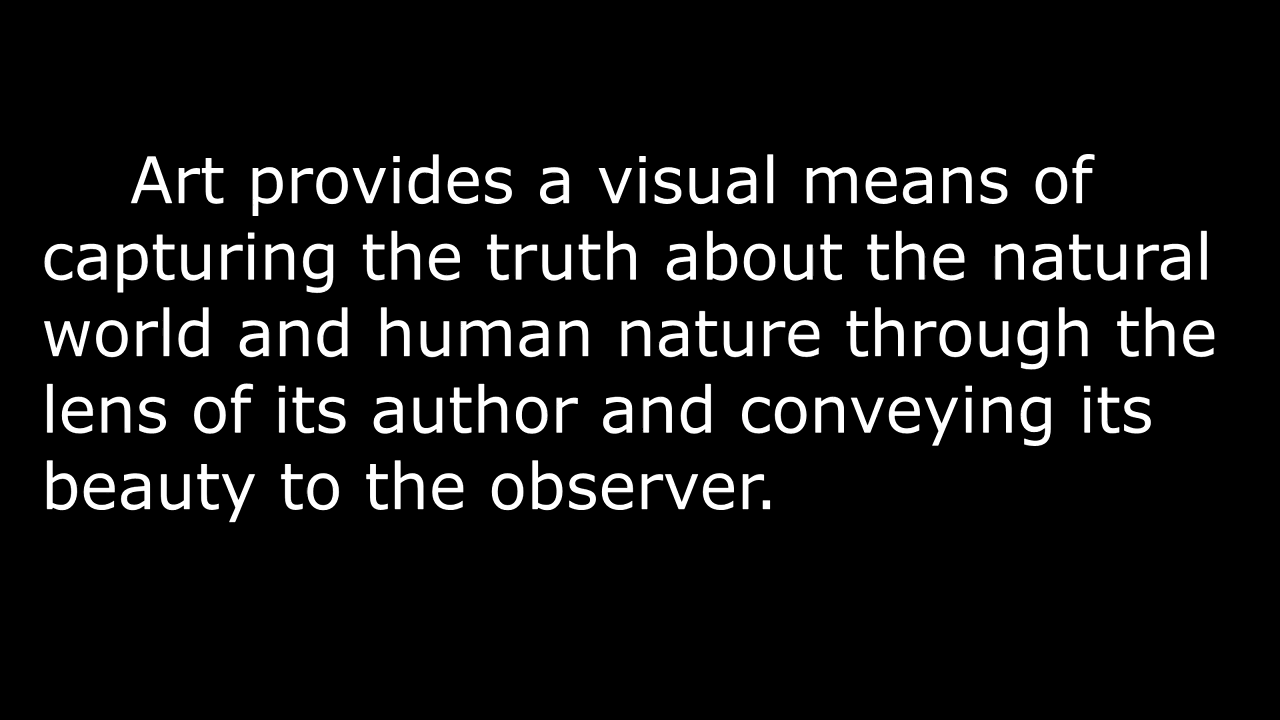 Art provides a visual means of
capturing the truth about the natural
world and human nature through the
lens of its author and conveying its
beauty to the observer.